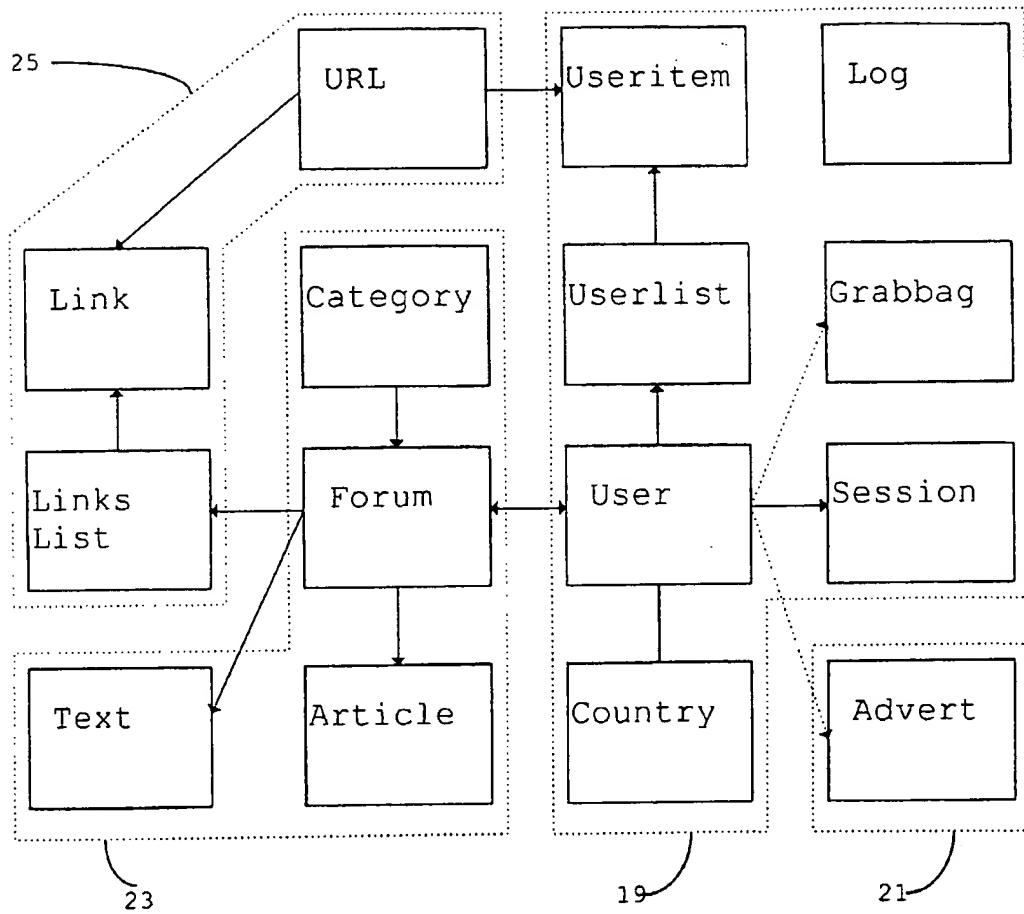 25
URL
Useritem
Log
Link
Category
Userlist
Grabbag
Links
List
Forum
User
Session
Text
Article
Country
Advert
23
19
21